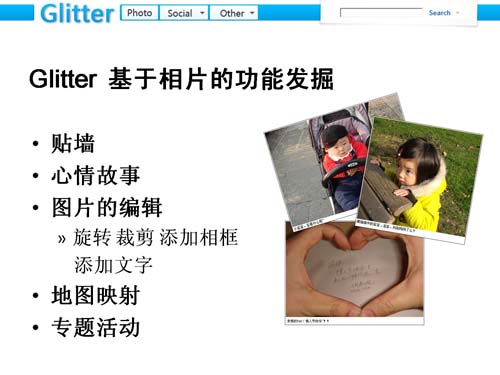 Glitter Photo Social Other Search
Glitter 基于相片的功能发掘
• 贴墙
• 心情故事
• 图片的编辑
» 旋转 裁剪 添加相框
添加文字
• 地图映射
• 专题活动